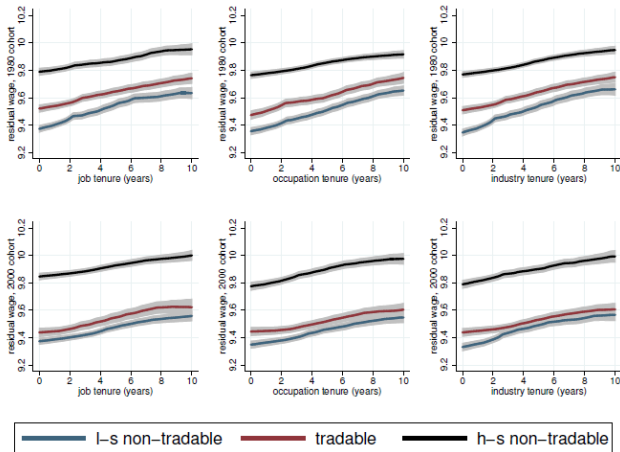 residual wage, 1980 cohort
9.2 9.4 9.6 9.8 10 10.2
0 2 4 6 8 10
job tenure (years)
residual wage, 1980 cohort
9.2 9.4 9.6 9.8 10 10.2
0 2 4 6 8 10
occupation tenure (years)
residual wage, 1980 cohort
9.2 9.4 9.6 9.8 10 10.2
0 2 4 6 8 10
industry tenure (years)
residual wage, 2000 cohort
9.2 9.4 9.6 9.8 10 10.2
0 2 4 6 8 10
job tenure (years)
residual wage, 2000 cohort
9.2 9.4 9.6 9.8 10 10.2
0 2 4 6 8 10
occupation tenure (years)
residual wage, 2000 cohort
9.2 9.4 9.6 9.8 10 10.2
0 2 4 6 8 10
industry tenure (years)
l-s non-tradable tradable h-s non-tradable